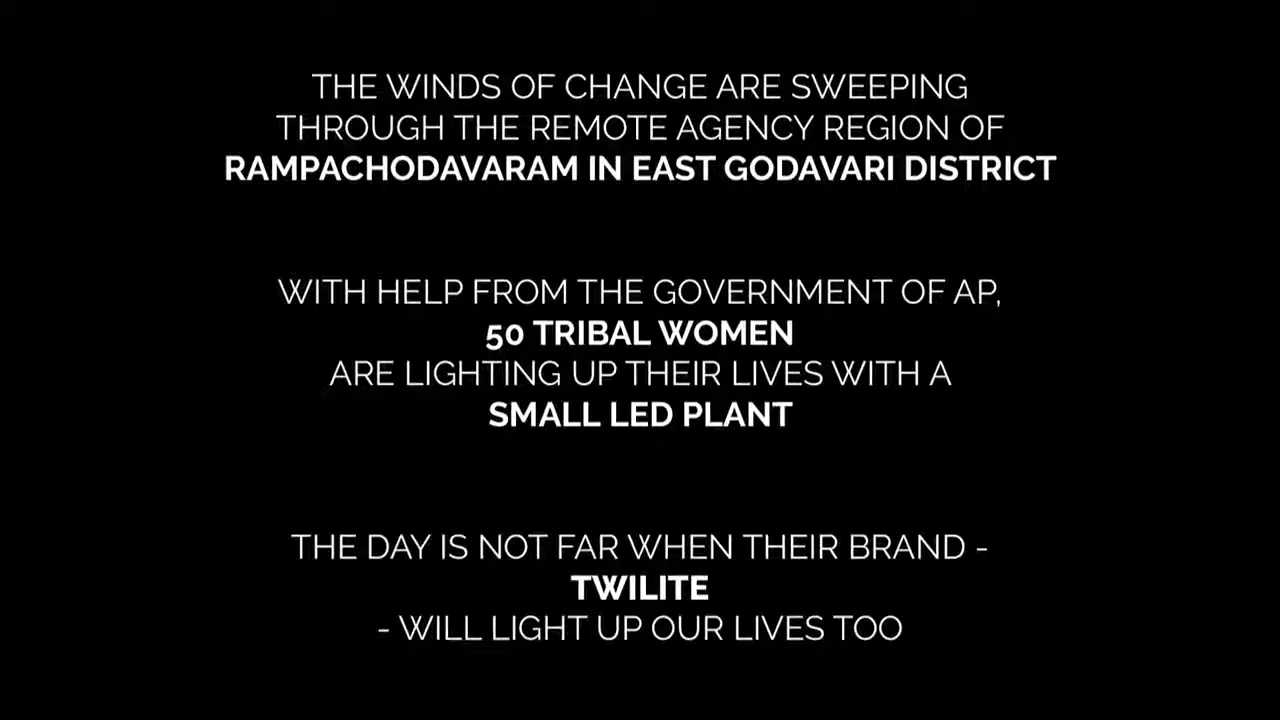 THE WINDS OF CHANGE ARE SWEEPING
THROUGH THE REMOTE AGENCY REGION OF
RAMPACHODAVARAM IN EAST GODAVARI DISTRICT
WITH HELP FROM THE GOVERNMENT OF AP,
50 TRIBAL WOMEN
ARE LIGHTING UP THEIR LIVES WITH A
SMALL LED PLANT
THE DAY IS NOT FAR WHEN THEIR BRAND -
TWILITE
- WILL LIGHT UP OUR LIVES TOO